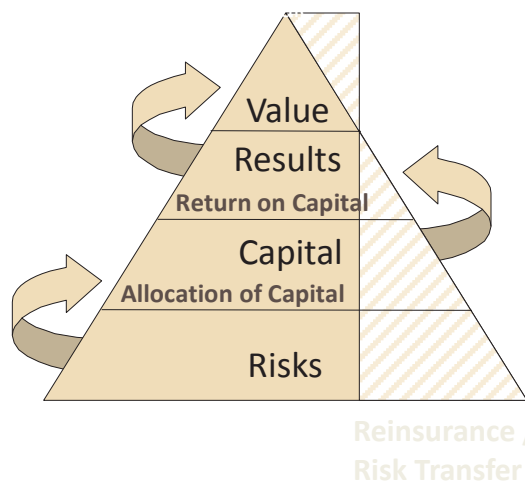 Value
Results
Return on Capital
Capital
Allocation of Capital
Risks
Reinsurance /
Risk Transfer